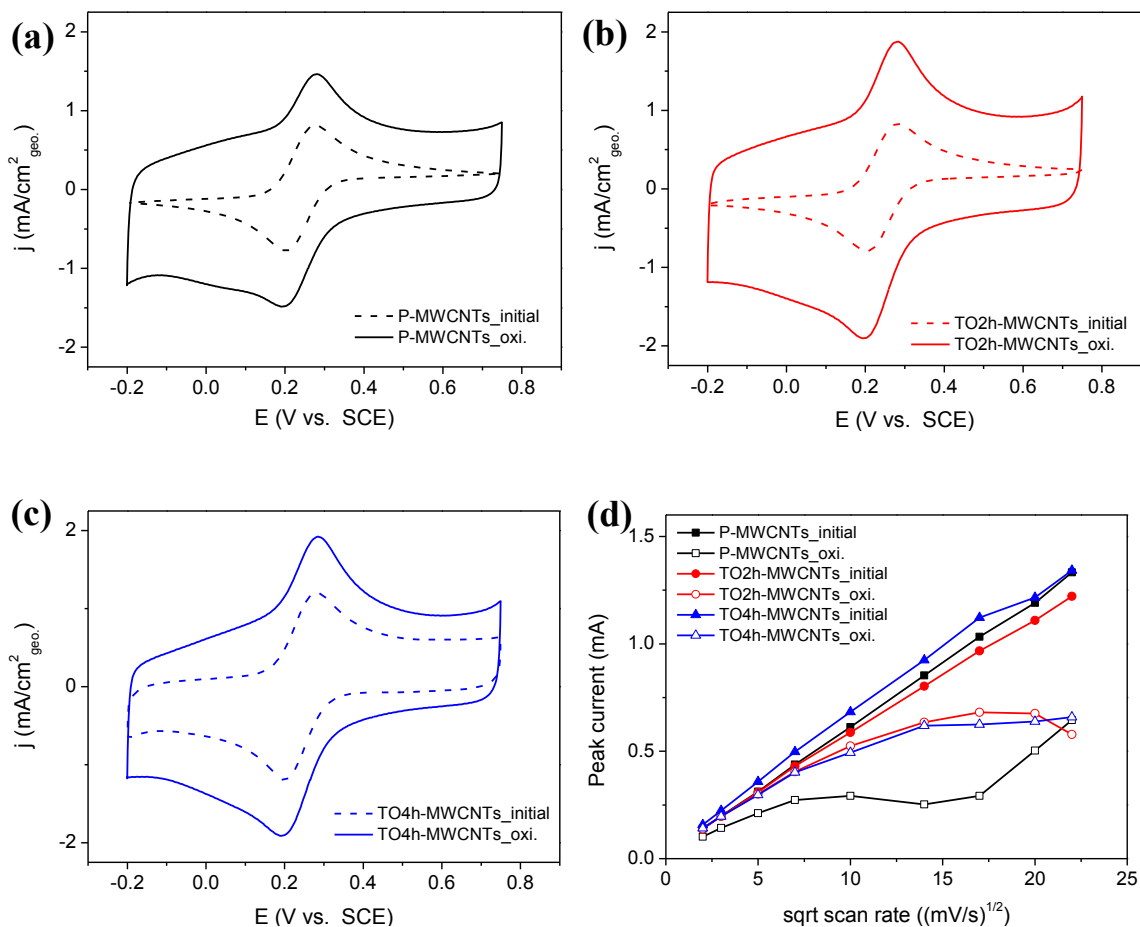 (a)
2
1
0
-1
-2
j (mA/cm²geo.)
P-MWCNTs_initial
P-MWCNTs_oxi.
-0.2 0.0 0.2 0.4 0.6 0.8
E (V vs. SCE)
(b)
2
1
0
-1
-2
j (mA/cm²geo.)
TO2h-MWCNTs_initial
TO2h-MWCNTs_oxi.
-0.2 0.0 0.2 0.4 0.6 0.8
E (V vs. SCE)
(c)
2
0
-2
j (mA/cm²geo.)
TO4h-MWCNTs_initial
TO4h-MWCNTs_oxi.
-0.2 0.0 0.2 0.4 0.6 0.8
E (V vs. SCE)
(d)
P-MWCNTs_initial
P-MWCNTs_oxi.
TO2h-MWCNTs_initial
TO2h-MWCNTs_oxi.
TO4h-MWCNTs_initial
TO4h-MWCNTs_oxi.
1.5
1.0
0.5
0.0
Peak current (mA)
5 10 15 20 25
sqrt scan rate ((mV/s)^1/2)